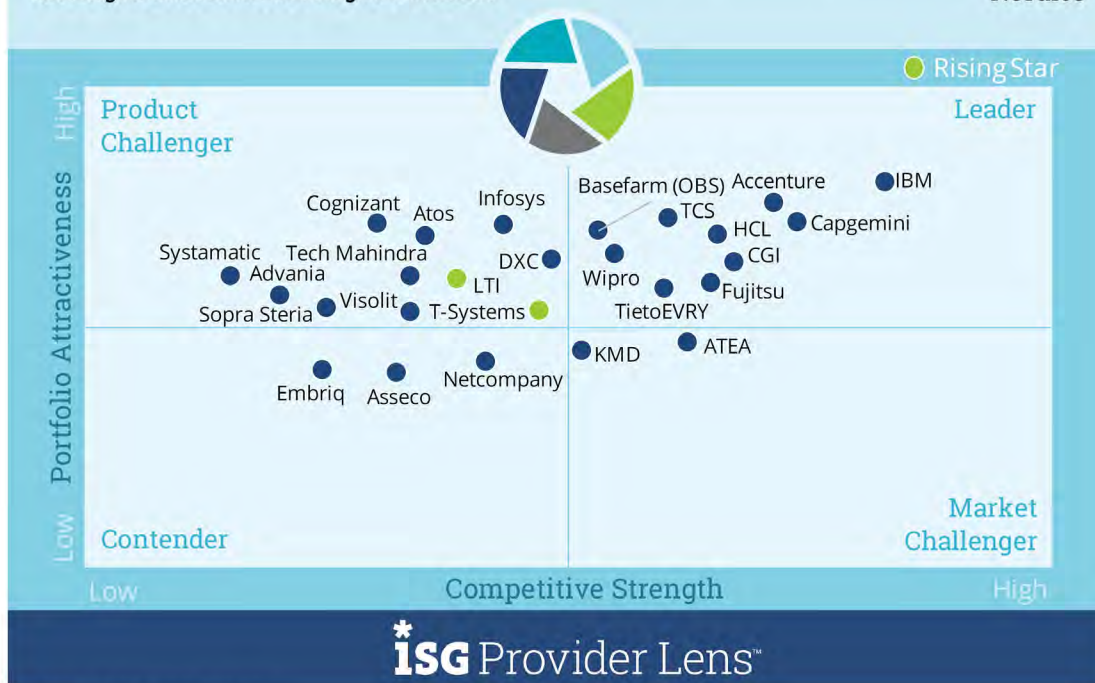 Rising Star
High
Product
Challenger
Leader
Portfolio Attractiveness
Basefarm (OBS)
Accenture
IBM
Cognizant
Infosys
Atos
TCS
Capgemini
HCL
Systamatic
Tech Mahindra
DXC
CGI
Advania
LTI
Wipro
Fujitsu
Sopra Steria
Visolit
T-Systems
TietoEVRY
KMD
ATEA
Embriq
Asseco
Netcompany
Low
Contender
Market
Challenger
Low
Competitive Strength
High
*ISG Provider Lens™